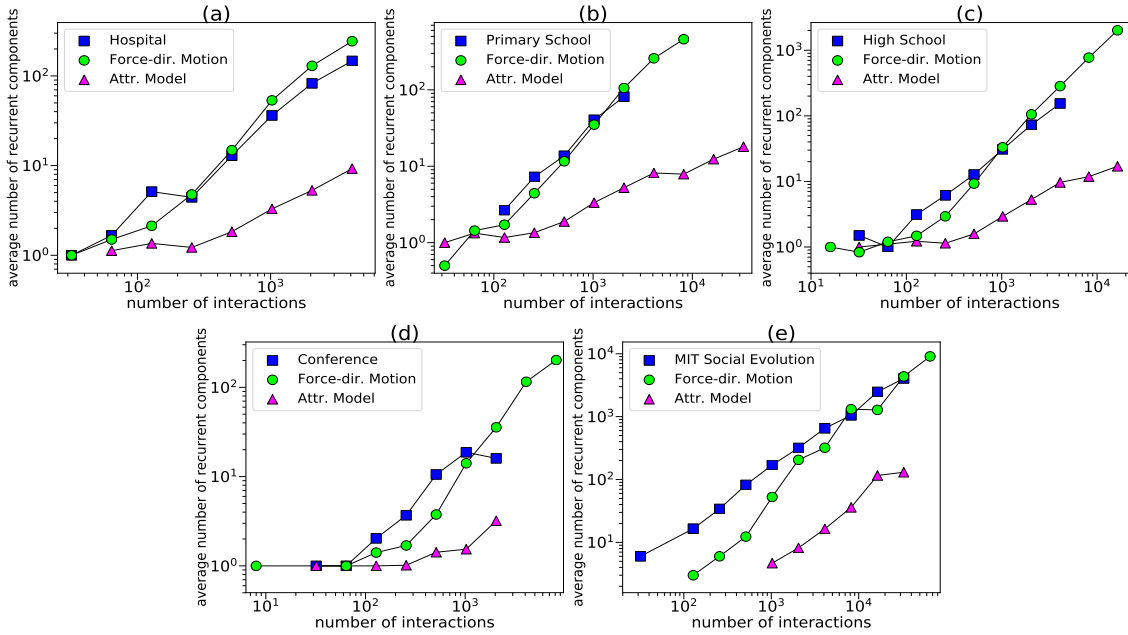 (a)
average number of recurrent components
Hospital
Force-dir. Motion
Attr. Model
10^2
10^1
10^0
10^2
10^3
number of interactions
(b)
average number of recurrent components
Primary School
Force-dir. Motion
Attr. Model
10^2
10^1
10^0
10^2
10^3
10^4
number of interactions
(c)
average number of recurrent components
High School
Force-dir. Motion
Attr. Model
10^3
10^2
10^1
10^0
10^1
10^2
10^3
10^4
number of interactions
(d)
average number of recurrent components
Conference
Force-dir. Motion
Attr. Model
10^2
10^1
10^0
10^1
10^2
10^3
number of interactions
(e)
average number of recurrent components
MIT Social Evolution
Force-dir. Motion
Attr. Model
10^4
10^3
10^2
10^1
10^2
10^3
10^4
number of interactions